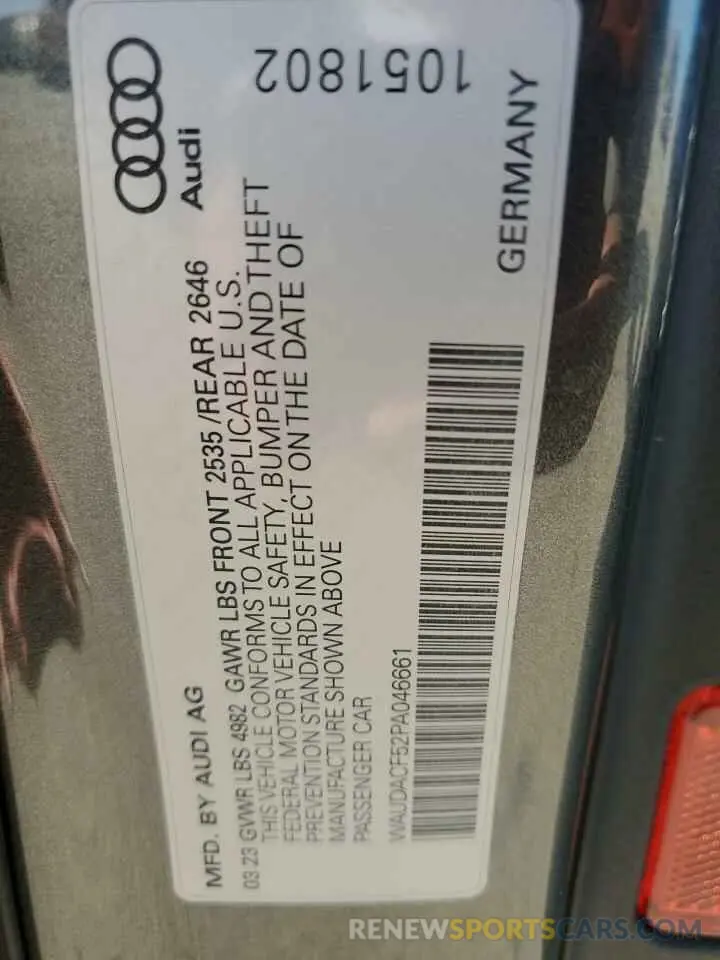 Audi
MFD. BY AUDI AG
03.23 GVWR LBS 4982 GAWR LBS FRONT 2535 /REAR 2646
THIS VEHICLE CONFORMS TO ALL APPLICABLE U.S.
FEDERAL MOTOR VEHICLE SAFETY, BUMPER AND THEFT
PREVENTION STANDARDS IN EFFECT ON THE DATE OF
MANUFACTURE SHOWN ABOVE
PASSENGER CAR
WAUDACF52PA046661
GERMANY
1051802
RENEWSPORTSCARS.COM